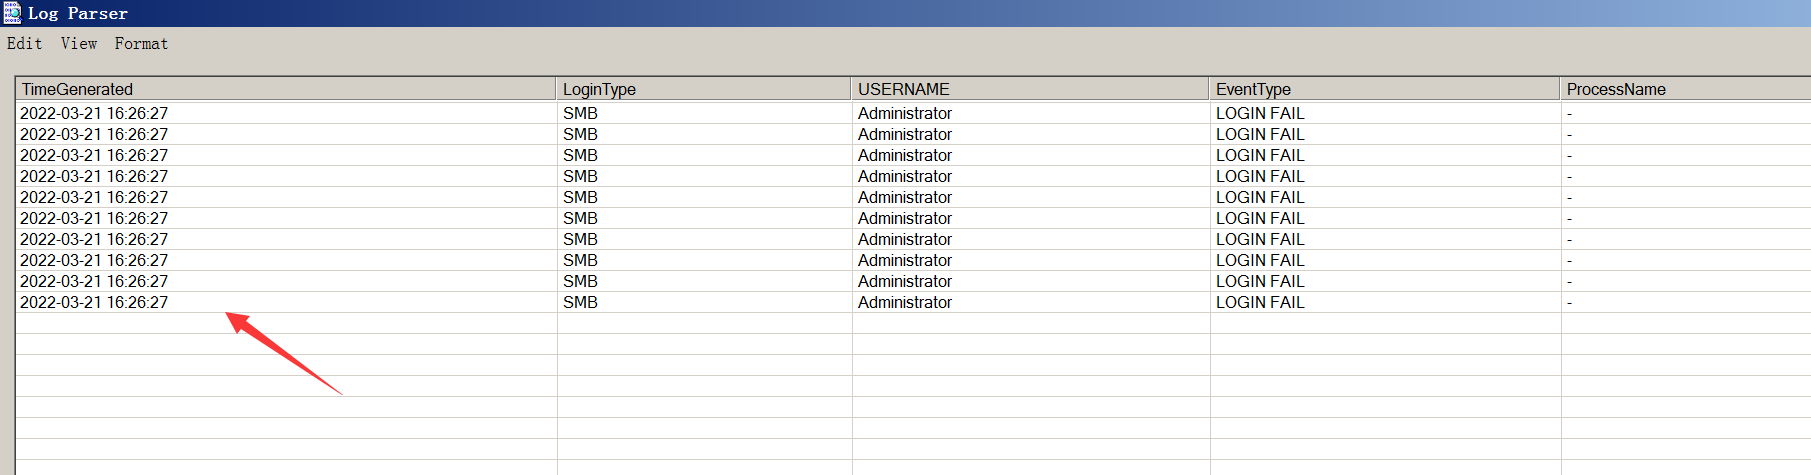 Log Parser
Edit View Format
TimeGenerated LoginType USERNAME EventType ProcessName
2022-03-21 16:26:27 SMB Administrator LOGIN FAIL -
2022-03-21 16:26:27 SMB Administrator LOGIN FAIL -
2022-03-21 16:26:27 SMB Administrator LOGIN FAIL -
2022-03-21 16:26:27 SMB Administrator LOGIN FAIL -
2022-03-21 16:26:27 SMB Administrator LOGIN FAIL -
2022-03-21 16:26:27 SMB Administrator LOGIN FAIL -
2022-03-21 16:26:27 SMB Administrator LOGIN FAIL -
2022-03-21 16:26:27 SMB Administrator LOGIN FAIL -
2022-03-21 16:26:27 SMB Administrator LOGIN FAIL -
2022-03-21 16:26:27 SMB Administrator LOGIN FAIL -